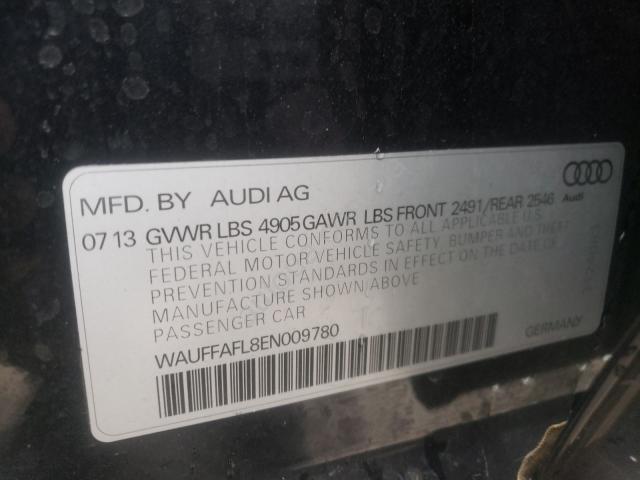 MFD. BY AUDI AG
Audi
07 13 GVWR LBS 4905 GAWR LBS FRONT 2491/REAR 2546
THIS VEHICLE CONFORMS TO ALL APPLICABLE U.S.
FEDERAL MOTOR VEHICLE SAFETY, BUMPER AND THEFT
PREVENTION STANDARDS IN EFFECT ON THE DATE OF
MANUFACTURE SHOWN ABOVE
PASSENGER CAR
WAUFFAFL8EN009780
GERMANY